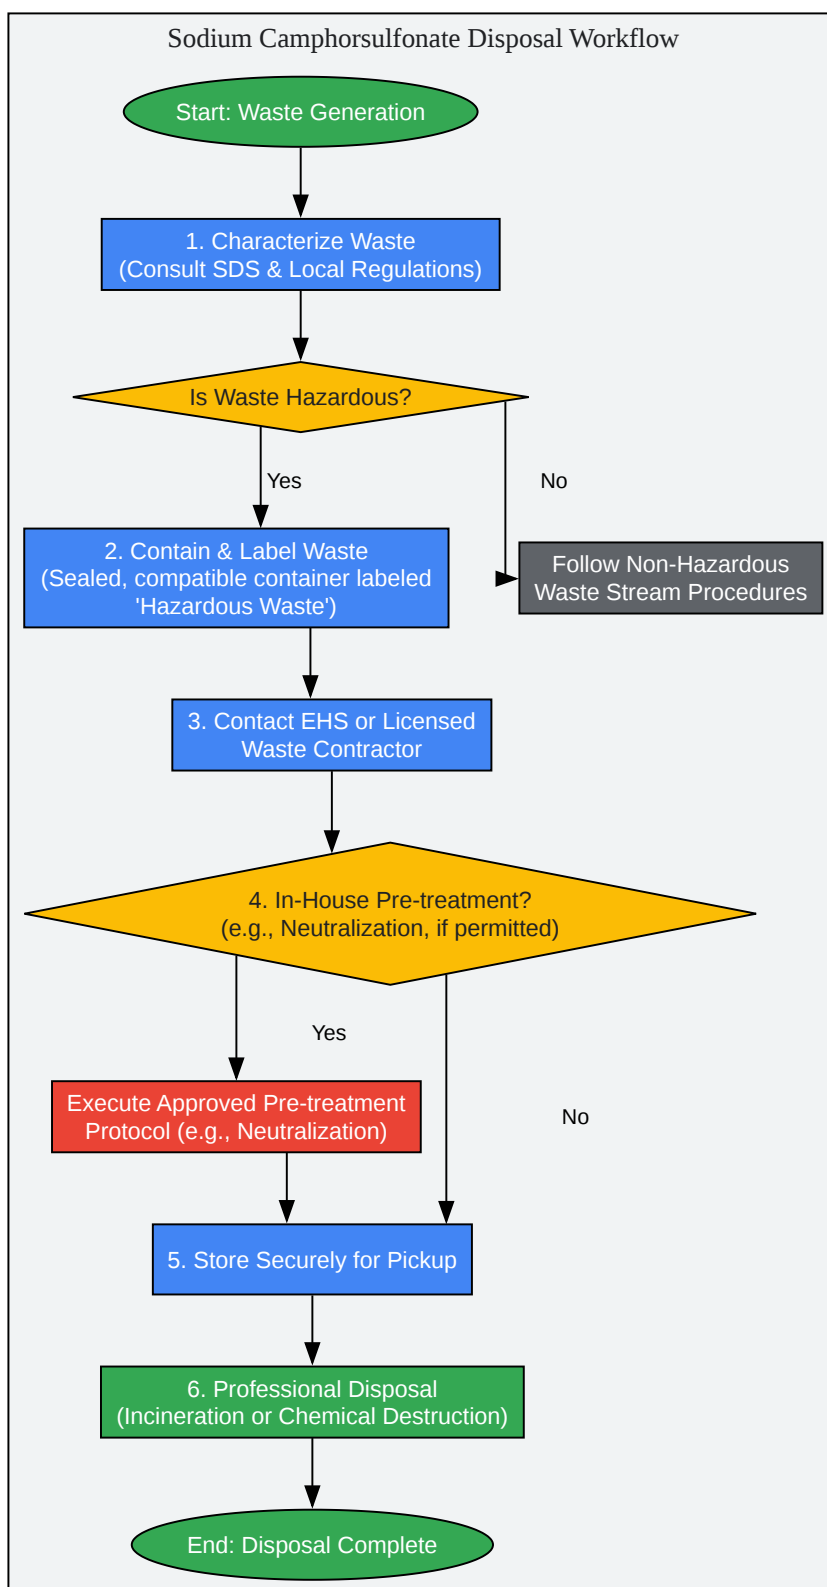 Sodium Camphorsulfonate Disposal Workflow
Start: Waste Generation
1. Characterize Waste
(Consult SDS & Local Regulations)
Is Waste Hazardous?
Yes
No
2. Contain & Label Waste
(Sealed, compatible container labeled
'Hazardous Waste')
Follow Non-Hazardous
Waste Stream Procedures
3. Contact EHS or Licensed
Waste Contractor
4. In-House Pre-treatment?
(e.g., Neutralization, if permitted)
Yes
No
Execute Approved Pre-treatment
Protocol (e.g., Neutralization)
5. Store Securely for Pickup
6. Professional Disposal
(Incineration or Chemical Destruction)
End: Disposal Complete